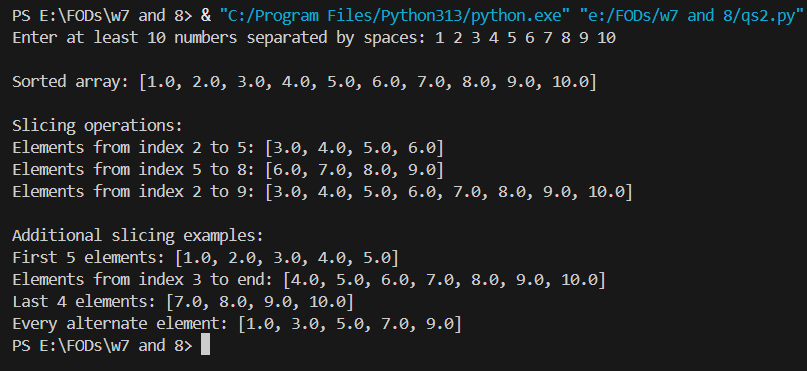 PS E:\FODs\w7 and 8> & "C:/Program Files/Python313/python.exe" "e:/FODs/w7 and 8/qs2.py"
Enter at least 10 numbers separated by spaces: 1 2 3 4 5 6 7 8 9 10
Sorted array: [1.0, 2.0, 3.0, 4.0, 5.0, 6.0, 7.0, 8.0, 9.0, 10.0]
Slicing operations:
Elements from index 2 to 5: [3.0, 4.0, 5.0, 6.0]
Elements from index 5 to 8: [6.0, 7.0, 8.0, 9.0]
Elements from index 2 to 9: [3.0, 4.0, 5.0, 6.0, 7.0, 8.0, 9.0, 10.0]
Additional slicing examples:
First 5 elements: [1.0, 2.0, 3.0, 4.0, 5.0]
Elements from index 3 to end: [4.0, 5.0, 6.0, 7.0, 8.0, 9.0, 10.0]
Last 4 elements: [7.0, 8.0, 9.0, 10.0]
Every alternate element: [1.0, 3.0, 5.0, 7.0, 9.0]
PS E:\FODs\w7 and 8>